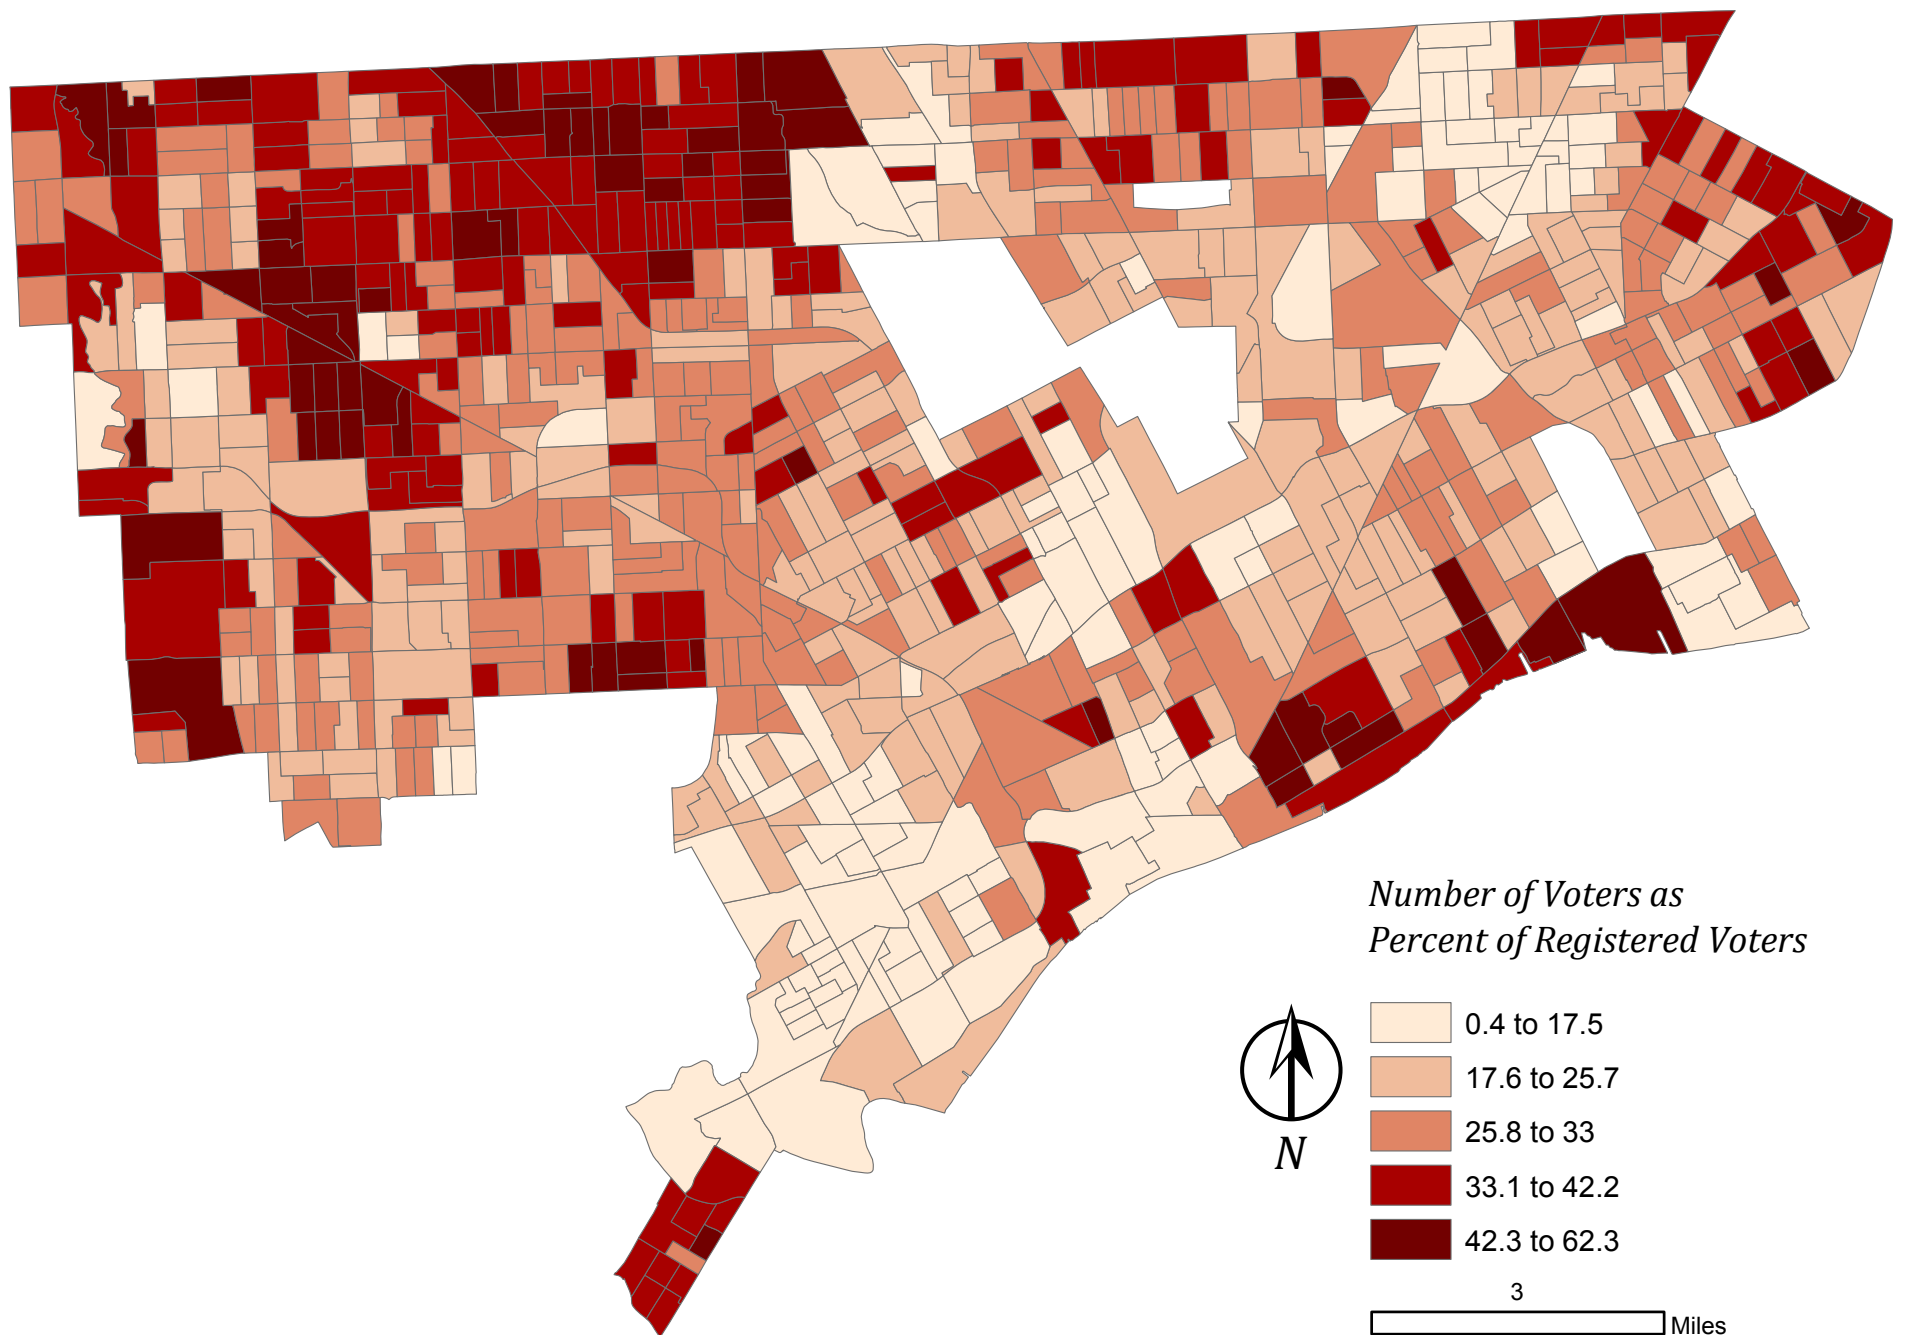 Number of Voters as
Percent of Registered Voters
0.4 to 17.5
17.6 to 25.7
25.8 to 33
33.1 to 42.2
42.3 to 62.3
N
3
Miles